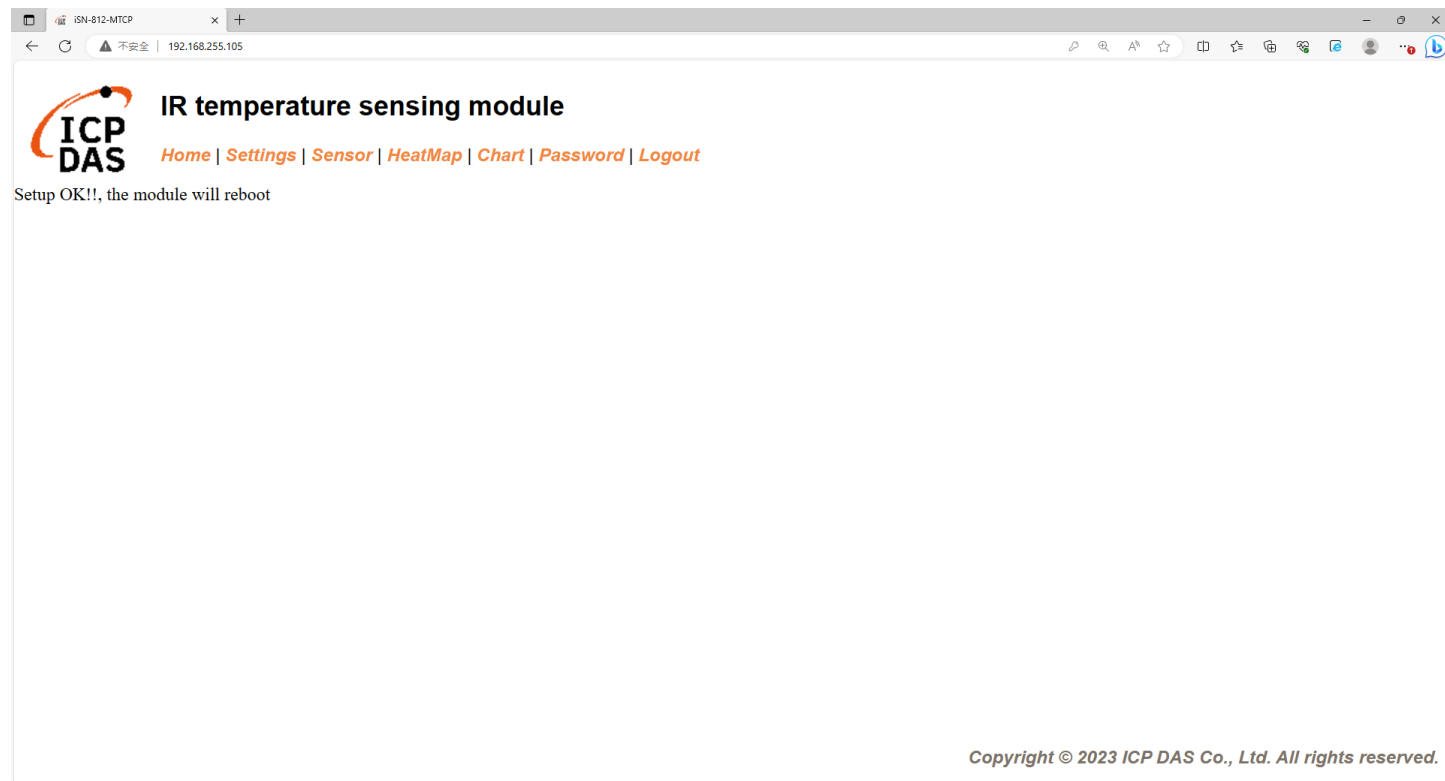 iSN-812-MTCP
不安全 | 192.168.255.105
ICP
DAS
IR temperature sensing module
Home | Settings | Sensor | HeatMap | Chart | Password | Logout
Setup OK!!, the module will reboot
Copyright © 2023 ICP DAS Co., Ltd. All rights reserved.